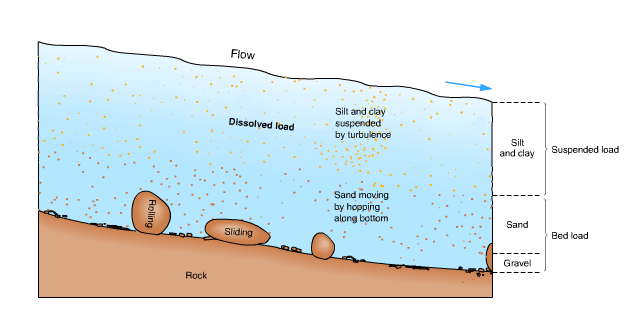 Flow
Dissolved load
Silt and clay
suspended
by turbulence
Silt
and clay
Suspended load
Sand moving
by hopping
along bottom
Rolling
Sliding
Sand
Bed load
Gravel
Rock